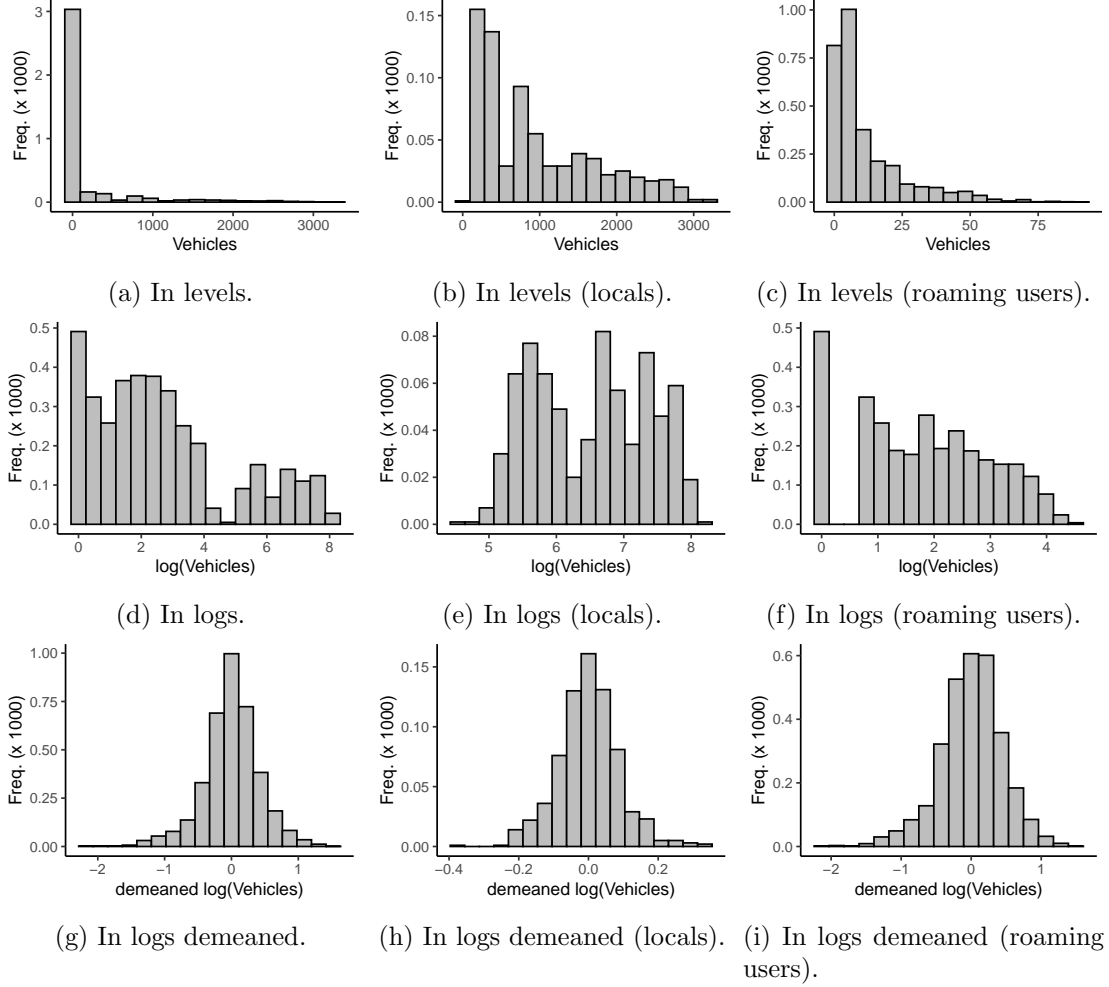 Freq. (x 1000)
3
2
1
0
0 1000 2000 3000
Vehicles
(a) In levels.
Freq. (x 1000)
0.15
0.10
0.05
0.00
0 1000 2000 3000
Vehicles
(b) In levels (locals).
Freq. (x 1000)
1.00
0.75
0.50
0.25
0.00
0 25 50 75
Vehicles
(c) In levels (roaming users).
Freq. (x 1000)
0.5
0.4
0.3
0.2
0.1
0.0
0 2 4 6 8
log(Vehicles)
(d) In logs.
Freq. (x 1000)
0.08
0.06
0.04
0.02
0.00
5 6 7 8
log(Vehicles)
(e) In logs (locals).
Freq. (x 1000)
0.5
0.4
0.3
0.2
0.1
0.0
0 1 2 3 4
log(Vehicles)
(f) In logs (roaming users).
Freq. (x 1000)
1.00
0.75
0.50
0.25
0.00
−2 −1 0 1
demeaned log(Vehicles)
(g) In logs demeaned.
Freq. (x 1000)
0.15
0.10
0.05
0.00
−0.4 −0.2 0.0 0.2
demeaned log(Vehicles)
(h) In logs demeaned (locals).
Freq. (x 1000)
0.6
0.4
0.2
0.0
−2 −1 0 1
demeaned log(Vehicles)
(i) In logs demeaned (roaming
users).